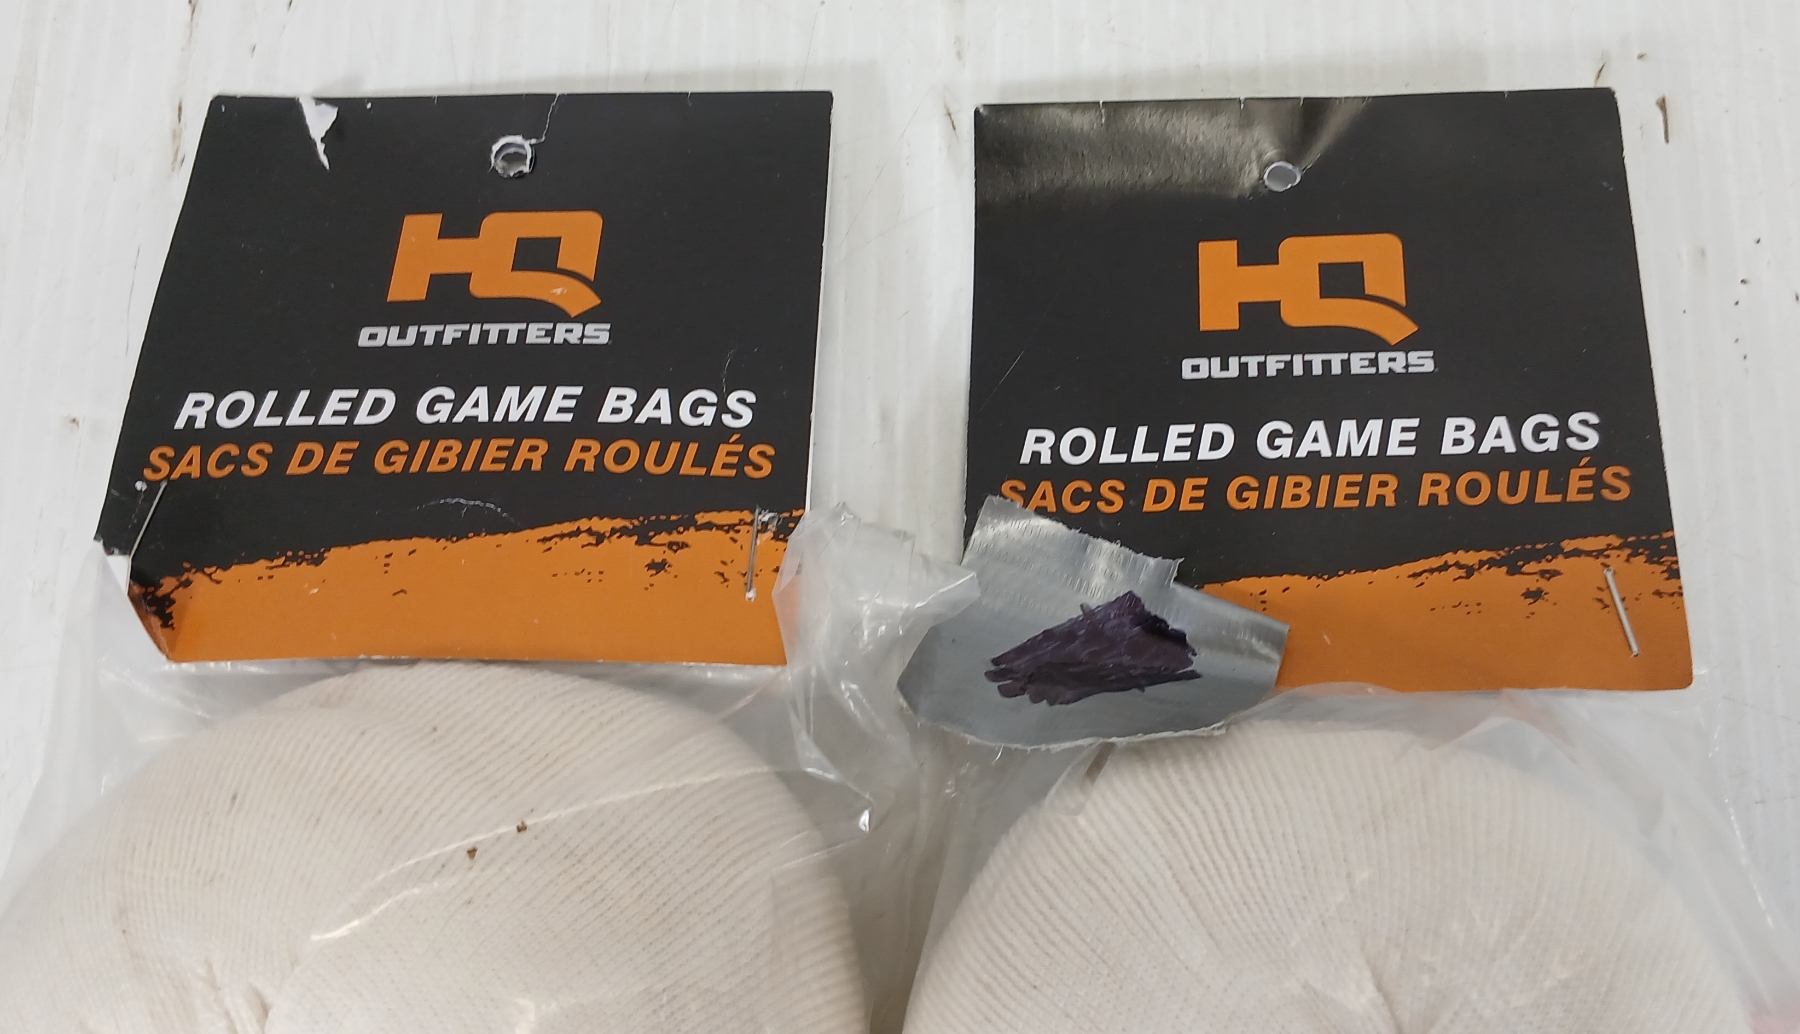 HQ
OUTFITTERS
ROLLED GAME BAGS
SACS DE GIBIER ROULÉS
HQ
OUTFITTERS
ROLLED GAME BAGS
SACS DE GIBIER ROULÉS